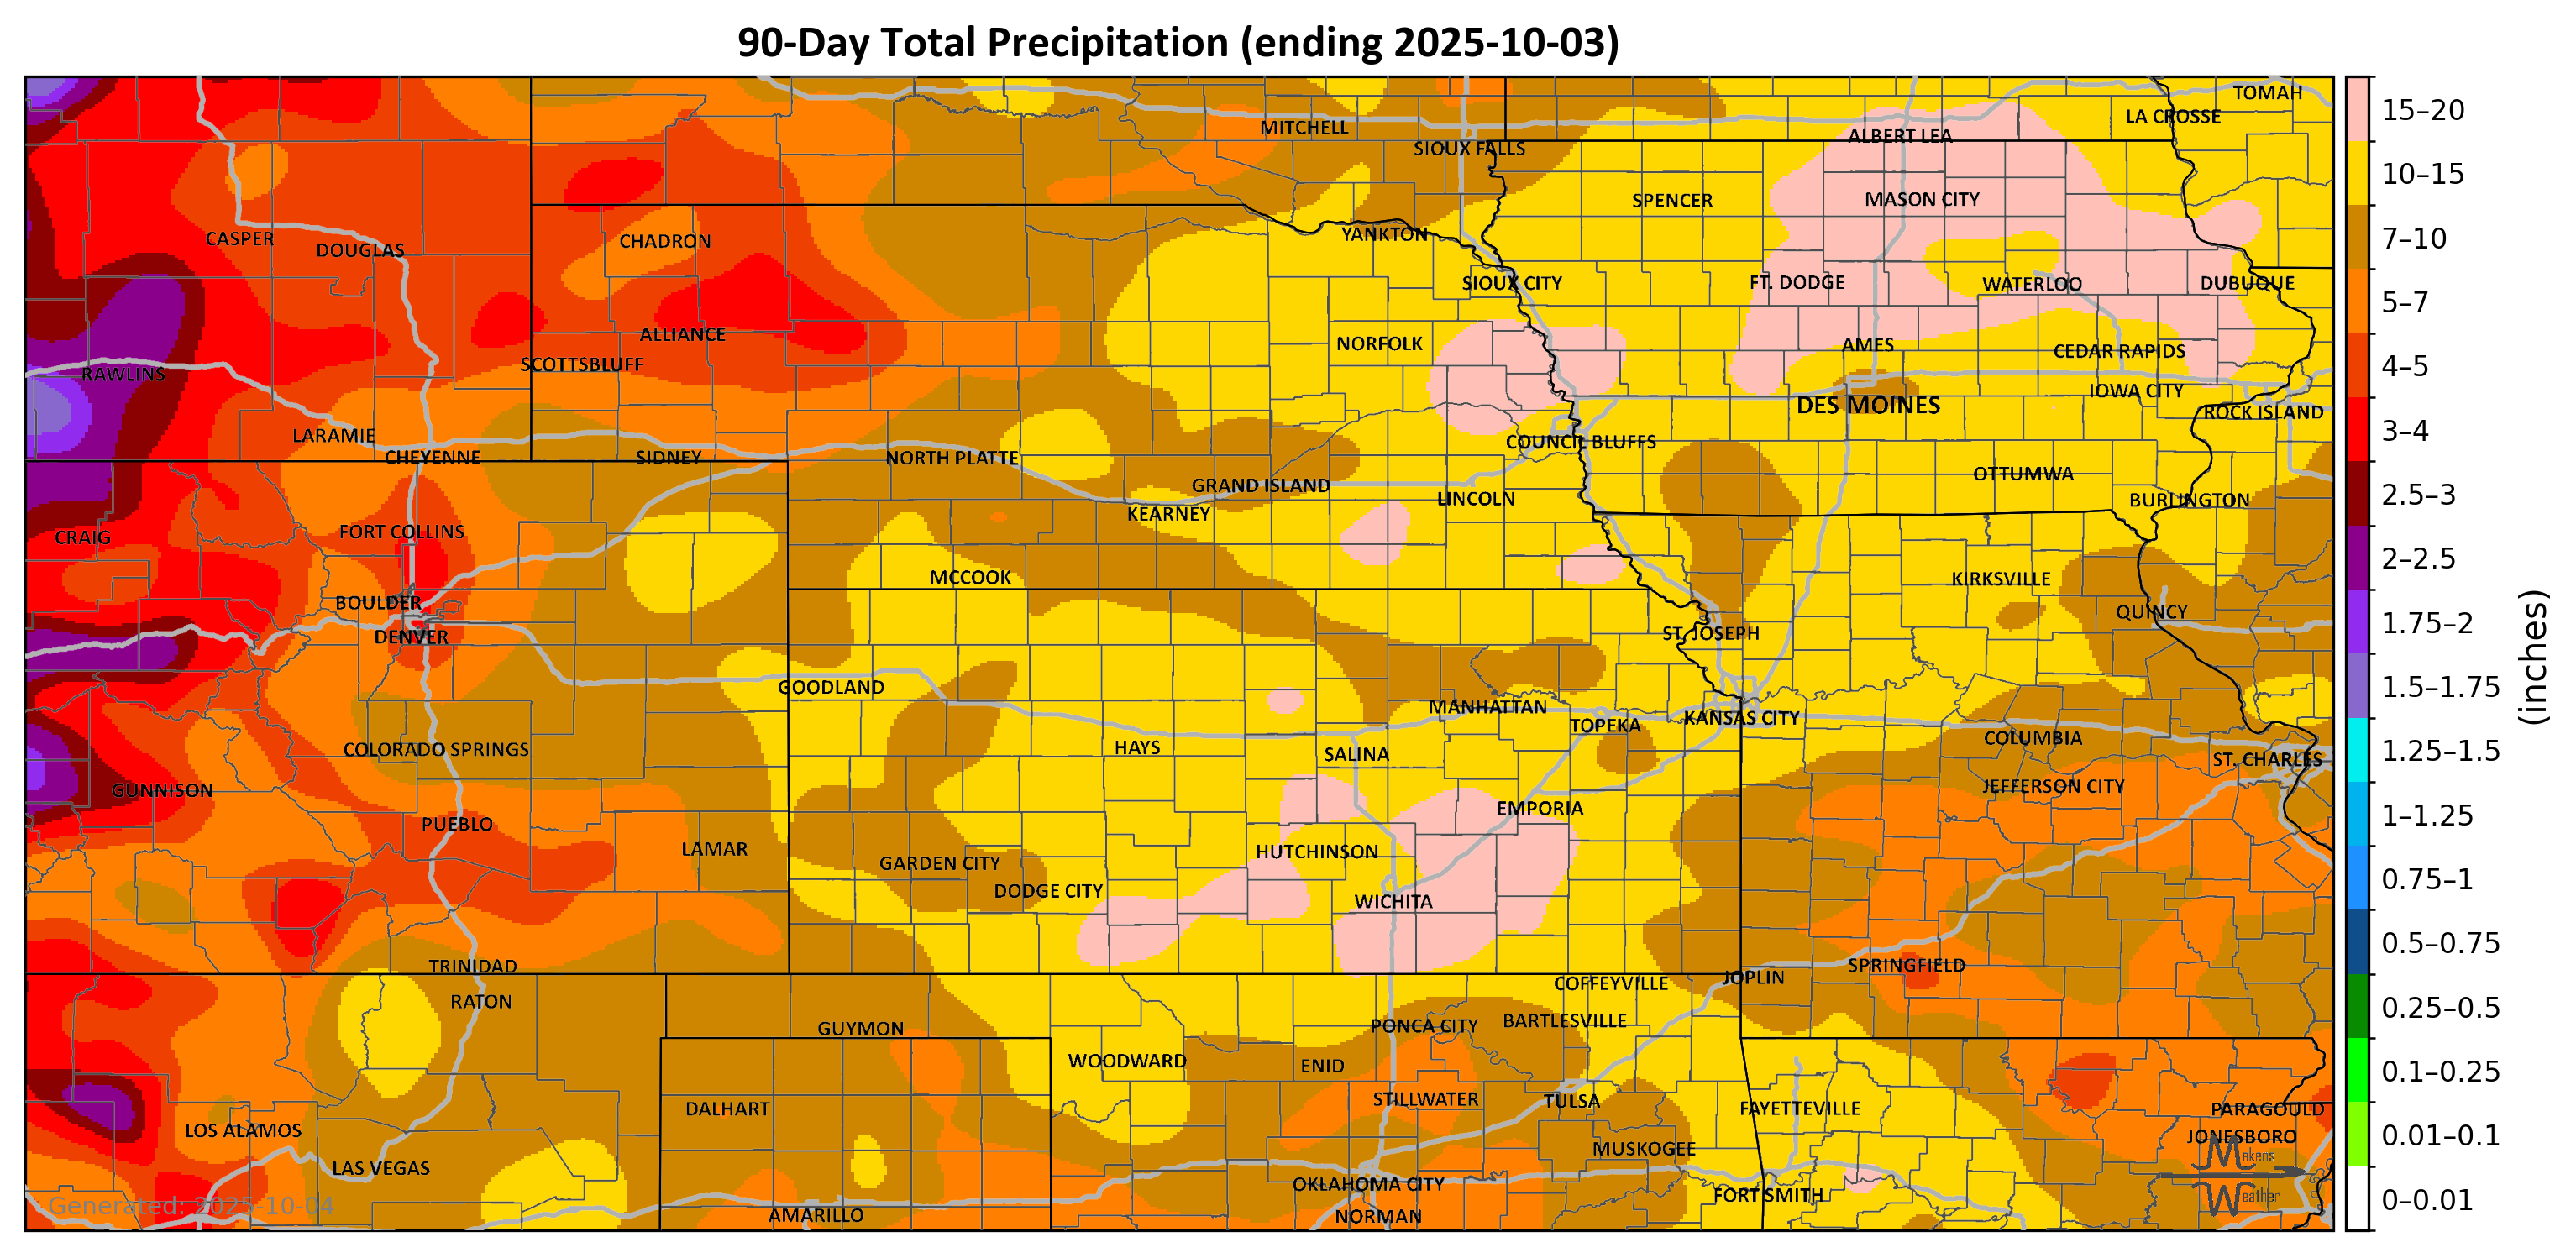 90-Day Total Precipitation (ending 2025-10-03)
TOMAH
LA CROSSE
MITCHELL
ALBERT LEA
SIOUX FALLS
SPENCER
MASON CITY
CASPER
DOUGLAS
CHADRON
YANKTON
SIOUX CITY
FT. DODGE
WATERLOO
DUBUQUE
ALLIANCE
NORFOLK
AMES
CEDAR RAPIDS
SCOTTSBLUFF
RAWLINS
IOWA CITY
DES MOINES
ROCK ISLAND
LARAMIE
COUNCIL BLUFFS
CHEYENNE
SIDNEY
NORTH PLATTE
OTTUMWA
GRAND ISLAND
LINCOLN
BURLINGTON
KEARNEY
FORT COLLINS
CRAIG
MCCOOK
KIRKSVILLE
BOULDER
QUINCY
DENVER
ST. JOSEPH
GOODLAND
MANHATTAN
TOPEKA
KANSAS CITY
COLUMBIA
COLORADO SPRINGS
HAYS
SALINA
ST. CHARLES
GUNNISON
JEFFERSON CITY
EMPORIA
PUEBLO
LAMAR
HUTCHINSON
GARDEN CITY
DODGE CITY
WICHITA
TRINIDAD
SPRINGFIELD
JOPLIN
COFFEYVILLE
RATON
GUYMON
PONCA CITY
BARTLESVILLE
WOODWARD
ENID
STILLWATER
TULSA
DALHART
FAYETTEVILLE
PARAGOULD
LOS ALAMOS
JONESBORO
MUSKOGEE
LAS VEGAS
OKLAHOMA CITY
FORT SMITH
AMARILLO
NORMAN
Generated: 2025-10-04
Makens
Weather
15–20
10–15
7–10
5–7
4–5
3–4
2.5–3
2–2.5
1.75–2
1.5–1.75
1.25–1.5
1–1.25
0.75–1
0.5–0.75
0.25–0.5
0.1–0.25
0.01–0.1
0–0.01
(inches)